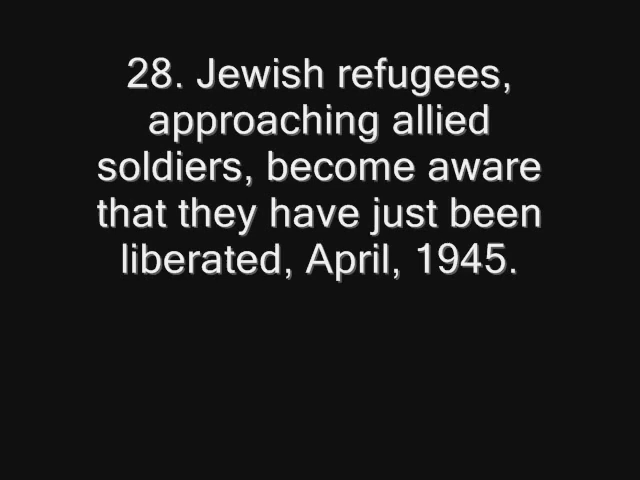 28. Jewish refugees,
approaching allied
soldiers, become aware
that they have just been
liberated, April, 1945.